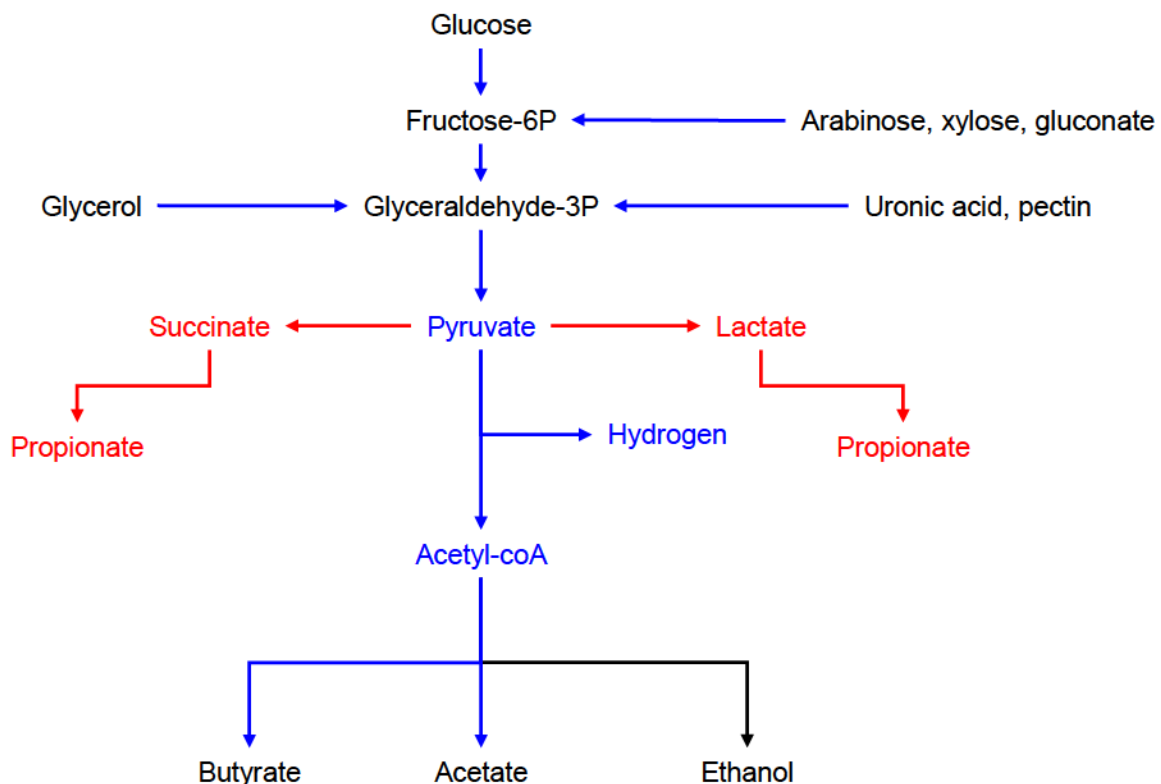 Glucose
Fructose-6P
Arabinose, xylose, gluconate
Glycerol
Glyceraldehyde-3P
Uronic acid, pectin
Succinate
Pyruvate
Lactate
Propionate
Hydrogen
Propionate
Acetyl-coA
Butyrate
Acetate
Ethanol